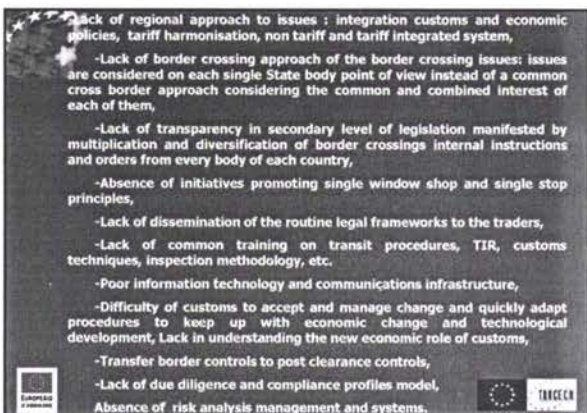 -Lack of regional approach to issues : integration customs and economic
policies, tariff harmonisation, non tariff and tariff integrated system,
-Lack of border crossing approach of the border crossing issues: issues
are considered on each single State body point of view instead of a common
cross border approach considering the common and combined interest of
each of them,
-Lack of transparency in secondary level of legislation manifested by
multiplication and diversification of border crossings internal instructions
and orders from every body of each country,
-Absence of initiatives promoting single window shop and single stop
principles,
-Lack of dissemination of the routine legal frameworks to the traders,
-Lack of common training on transit procedures, TIR, customs
techniques, inspection methodology, etc.
-Poor information technology and communications infrastructure,
-Difficulty of customs to accept and manage change and quickly adapt
procedures to keep up with economic change and technological
development, Lack in understanding the new economic role of customs,
-Transfer border controls to post clearance controls,
-Lack of due diligence and compliance profiles model,
Absence of risk analysis management and systems.
TRACECA